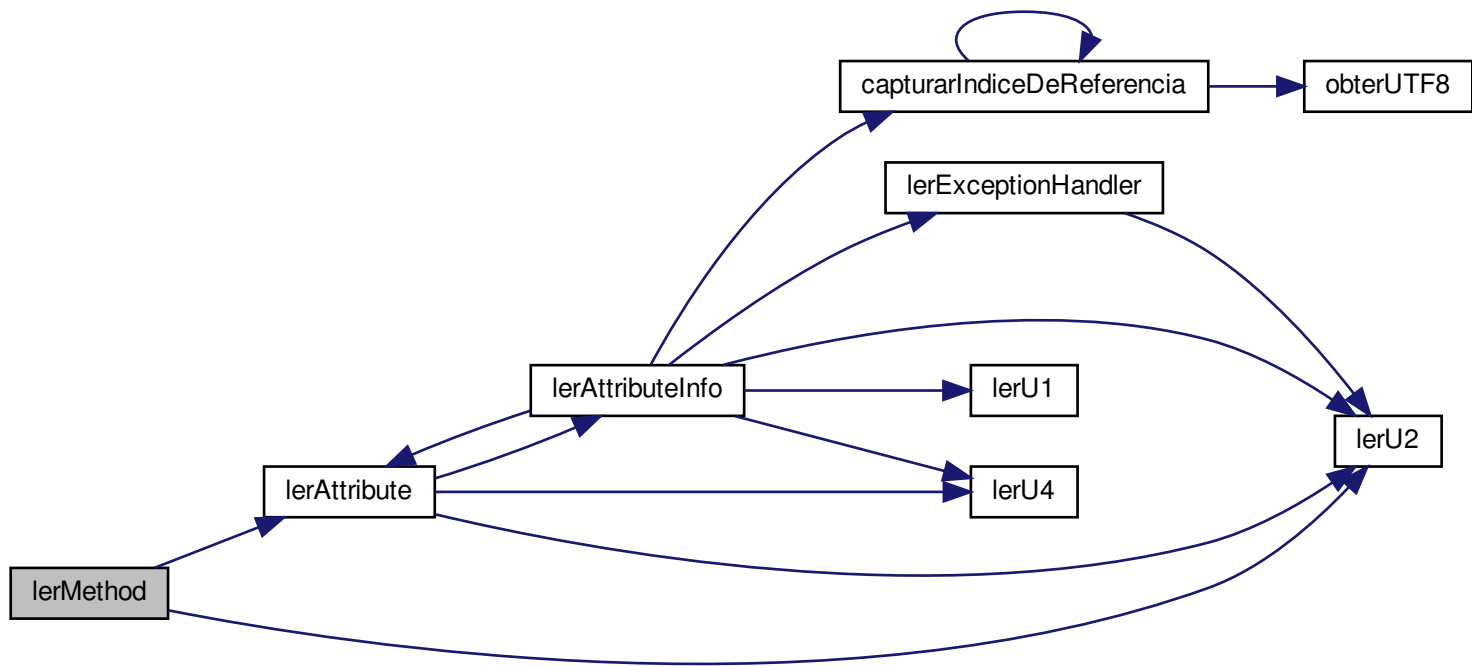 capturarIndiceDeReferencia
obterUTF8
lerExceptionHandler
lerAttributeInfo
lerU1
lerU2
lerAttribute
lerU4
lerMethod